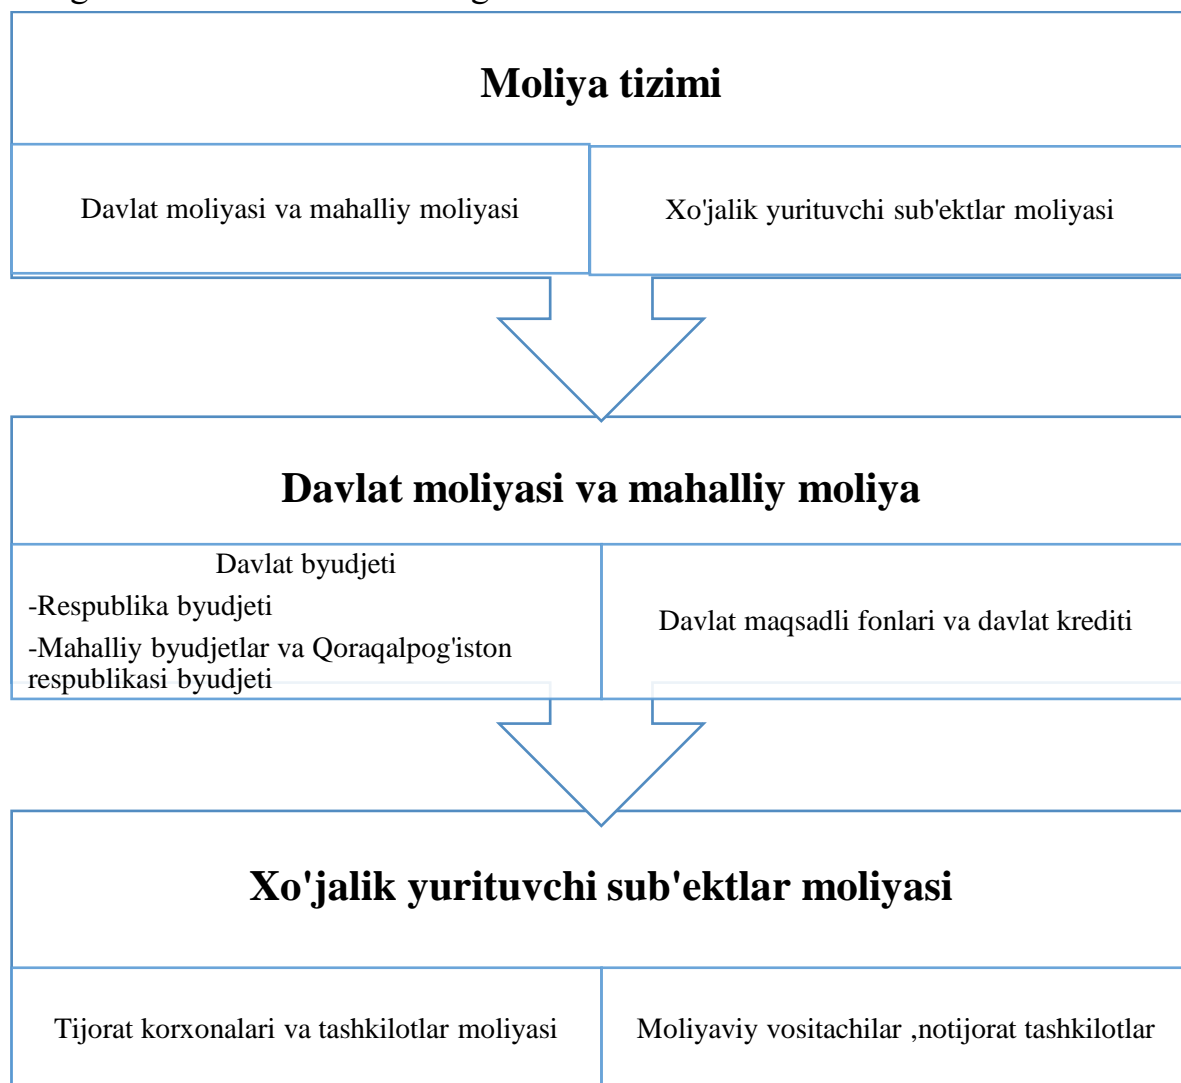 Moliya tizimi
Davlat moliyasi va mahalliy moliyasi
Xo'jalik yurituvchi sub'ektlar moliyasi
Davlat moliyasi va mahalliy moliya
Davlat byudjeti
-Respublika byudjeti
-Mahalliy byudjetlar va Qoraqalpog'iston
respublikasi byudjeti
Davlat maqsadli fonlari va davlat krediti
Xo'jalik yurituvchi sub'ektlar moliyasi
Tijorat korxonalari va tashkilotlar moliyasi
Moliyaviy vositachilar ,notijorat tashkilotlar